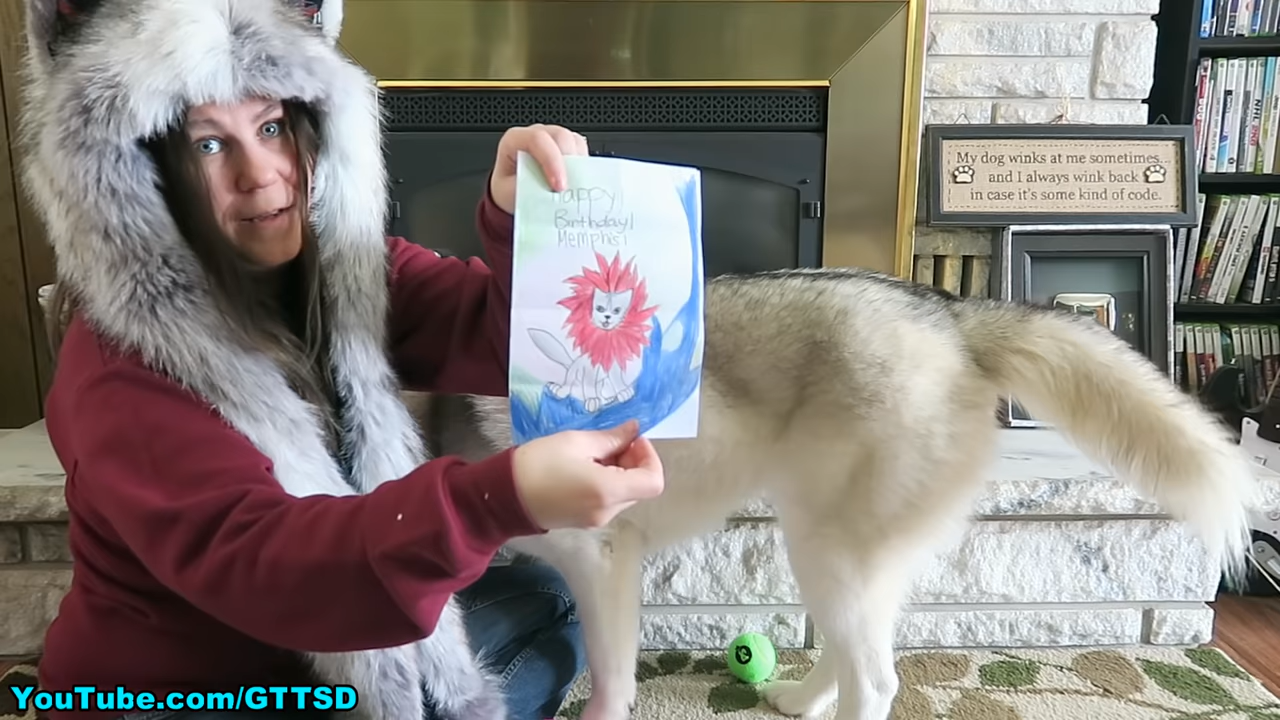 Happy!
Birthday!
Memphis!
My dog winks at me sometimes...
and I always wink back
in case it's some kind of code.
YouTube.com/GTTSD